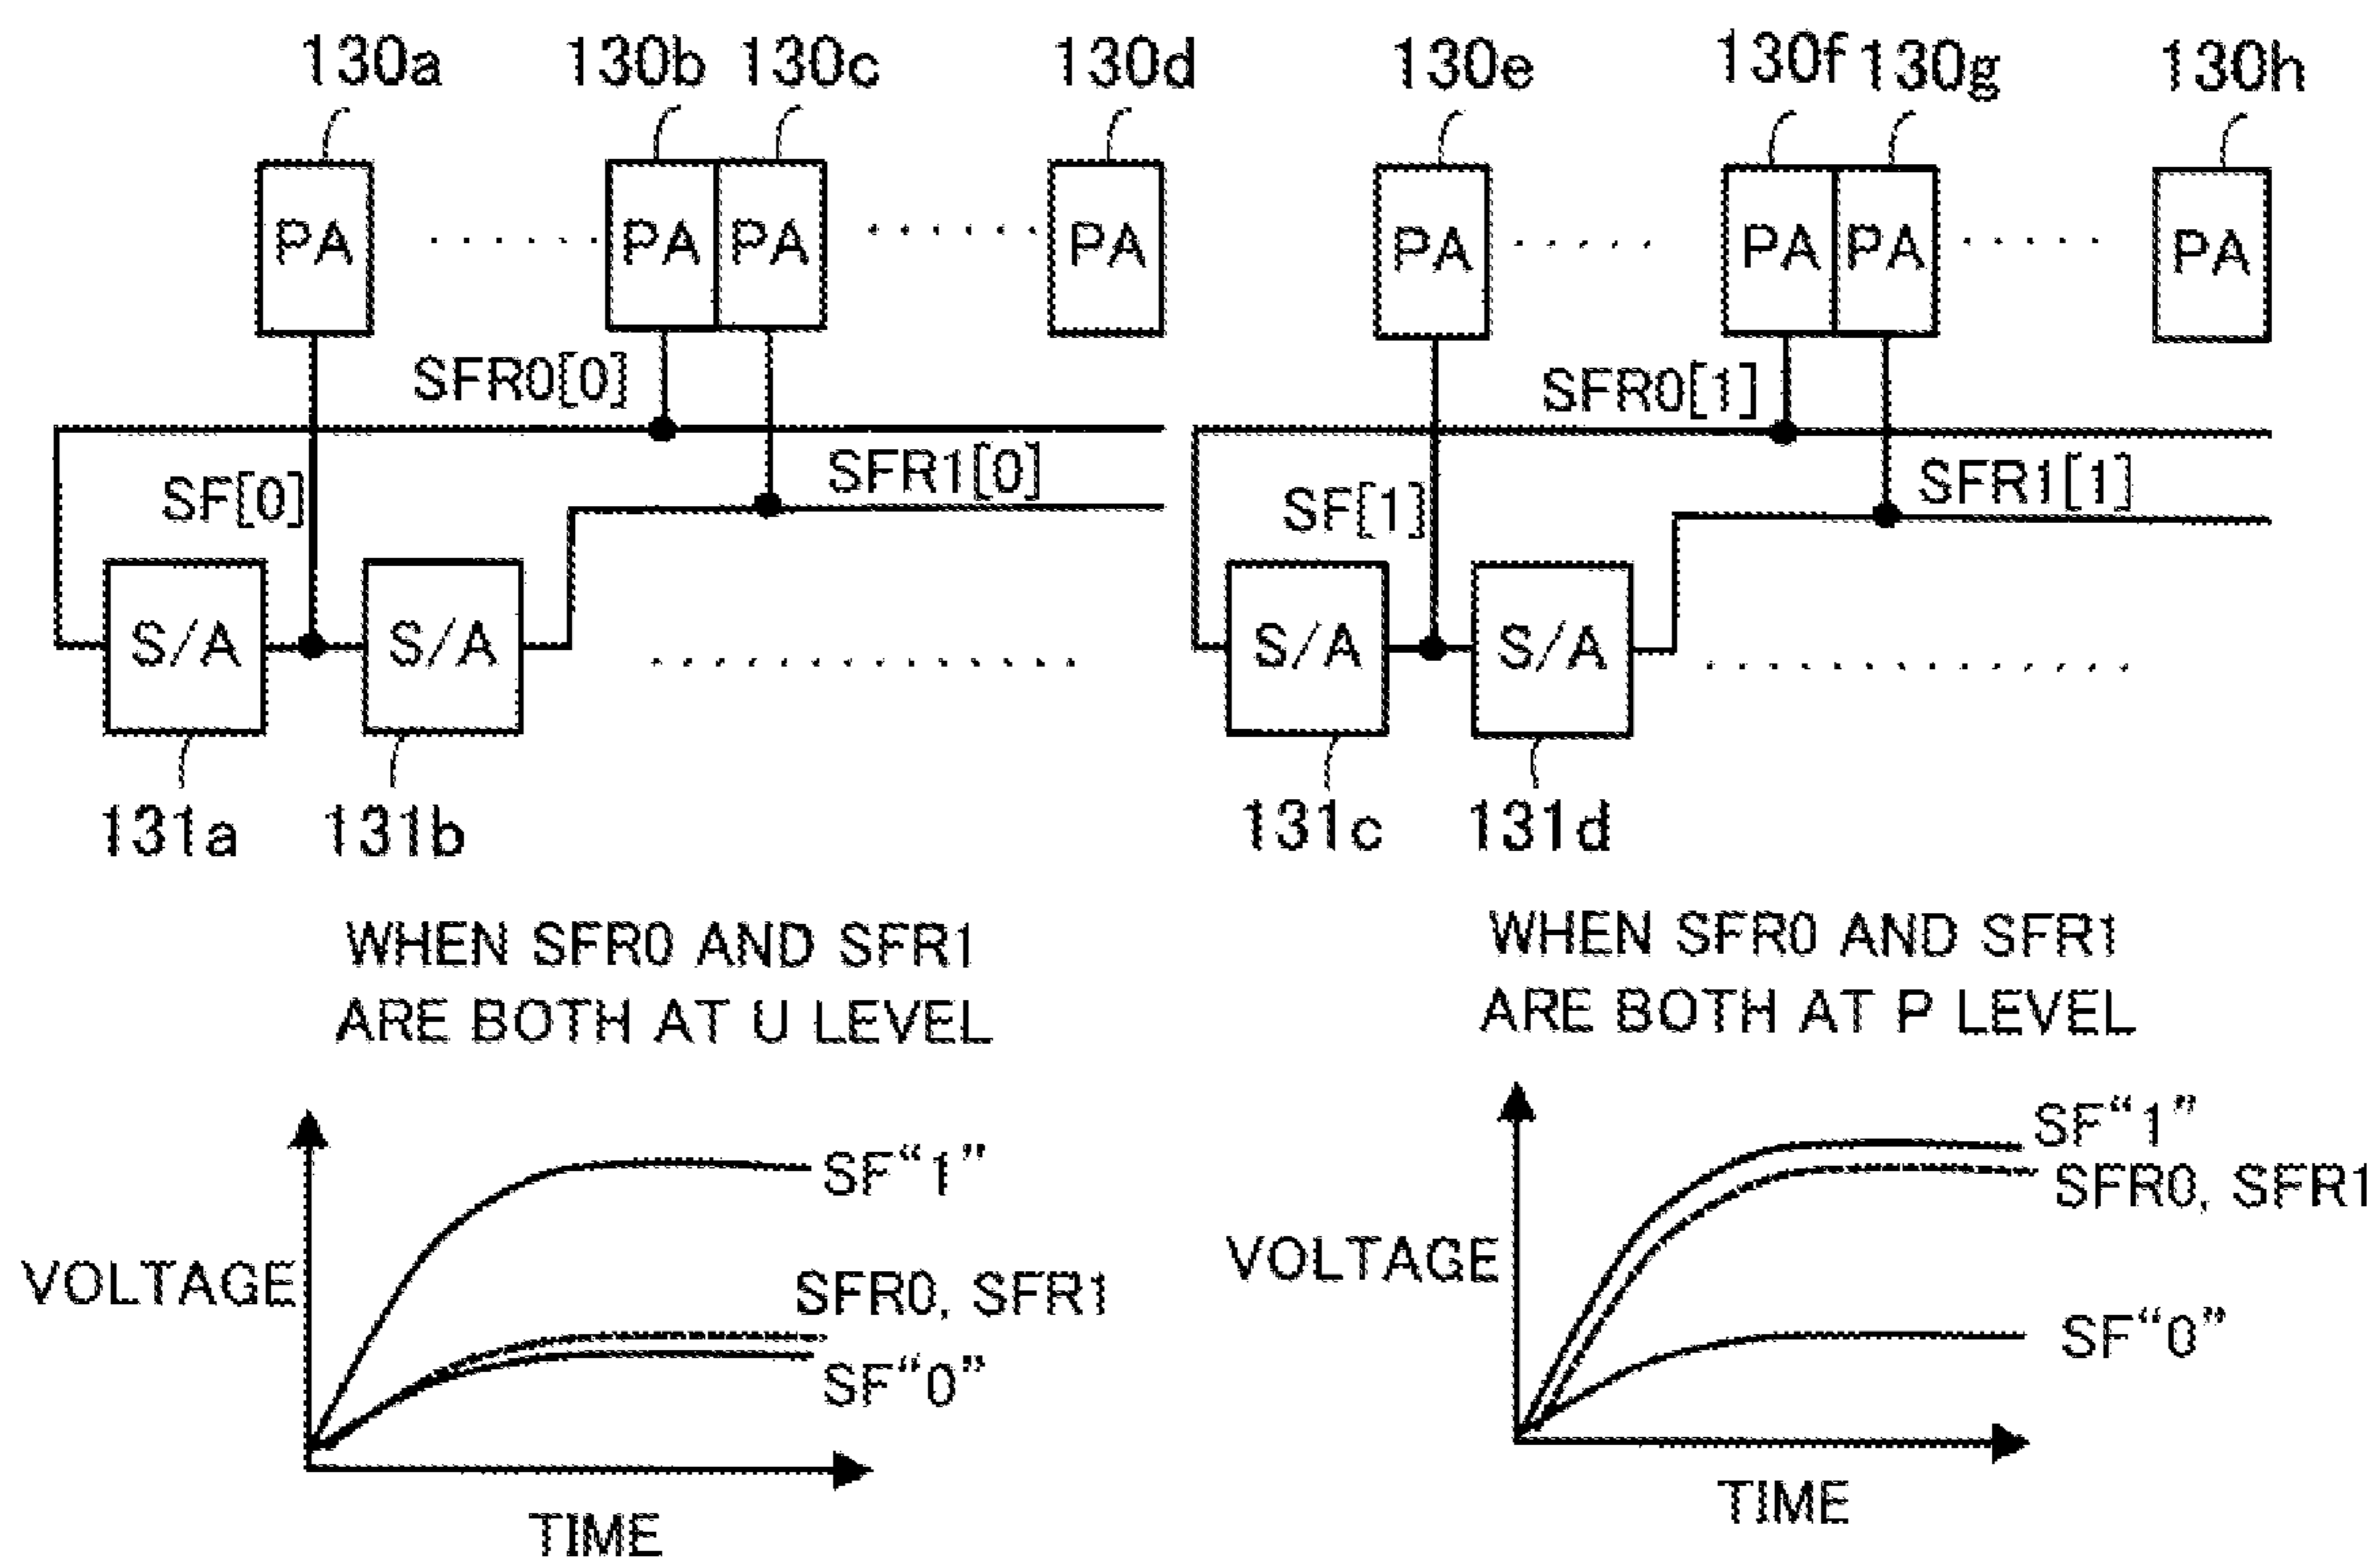 130a 130b 130c 130d 130e 130f 130g 130h
PA PA PA PA PA PA PA PA
SFR0[0] SFR0[1]
SF[0] SFR1[0] SF[1] SFR1[1]
S/A S/A S/A S/A
131a 131b 131c 131d
WHEN SFR0 AND SFR1
ARE BOTH AT U LEVEL
WHEN SFR0 AND SFR1
ARE BOTH AT P LEVEL
SF“1”
VOLTAGE
SFR0, SFR1
SF“0”
TIME
SF“1”
SFR0, SFR1
VOLTAGE
SF“0”
TIME